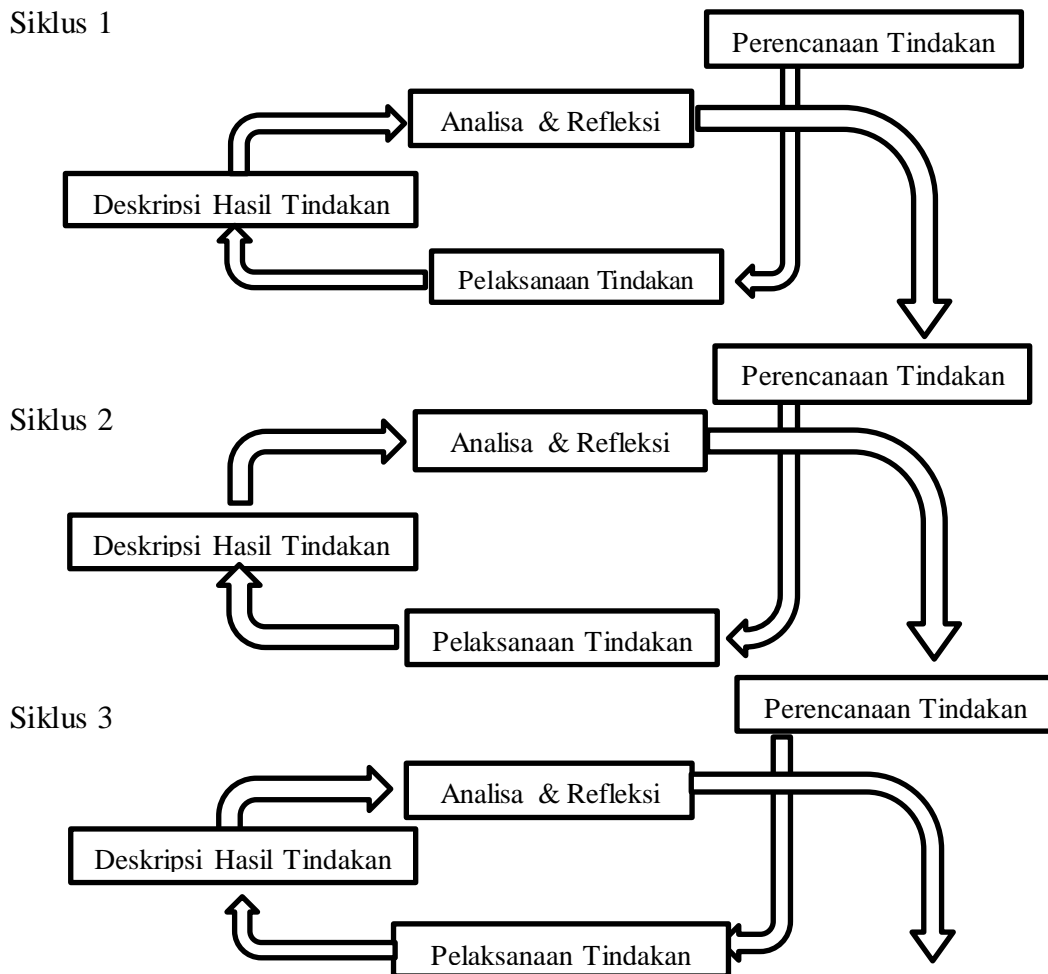 Siklus 1
Perencanaan Tindakan
Analisa & Refleksi
Deskripsi Hasil Tindakan
Pelaksanaan Tindakan
Perencanaan Tindakan
Siklus 2
Analisa & Refleksi
Deskripsi Hasil Tindakan
Pelaksanaan Tindakan
Perencanaan Tindakan
Siklus 3
Analisa & Refleksi
Deskripsi Hasil Tindakan
Pelaksanaan Tindakan